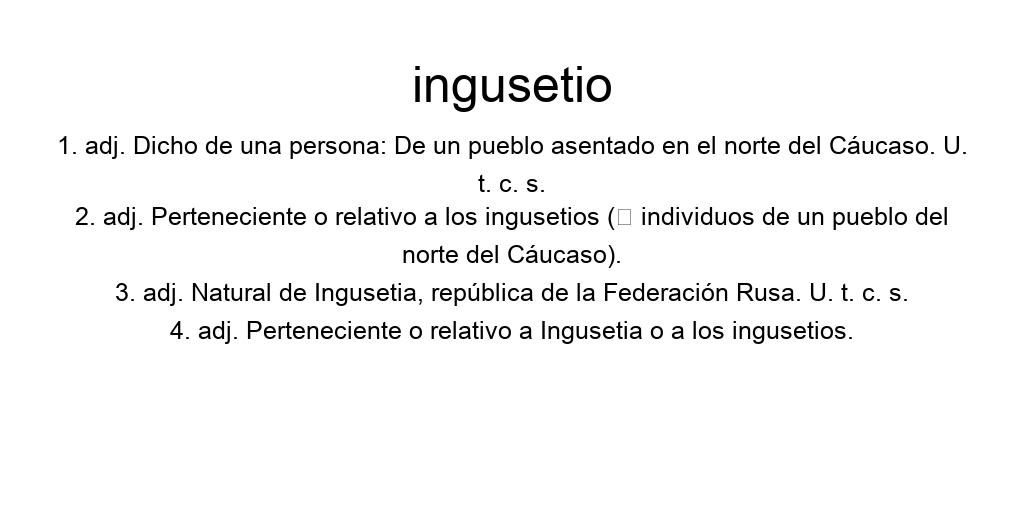 ingusetio
1. adj. Dicho de una persona: De un pueblo asentado en el norte del Cáucaso. U.
t. c. s.
2. adj. Perteneciente o relativo a los ingusetios (□ individuos de un pueblo del
norte del Cáucaso).
3. adj. Natural de Ingusetia, república de la Federación Rusa. U. t. c. s.
4. adj. Perteneciente o relativo a Ingusetia o a los ingusetios.